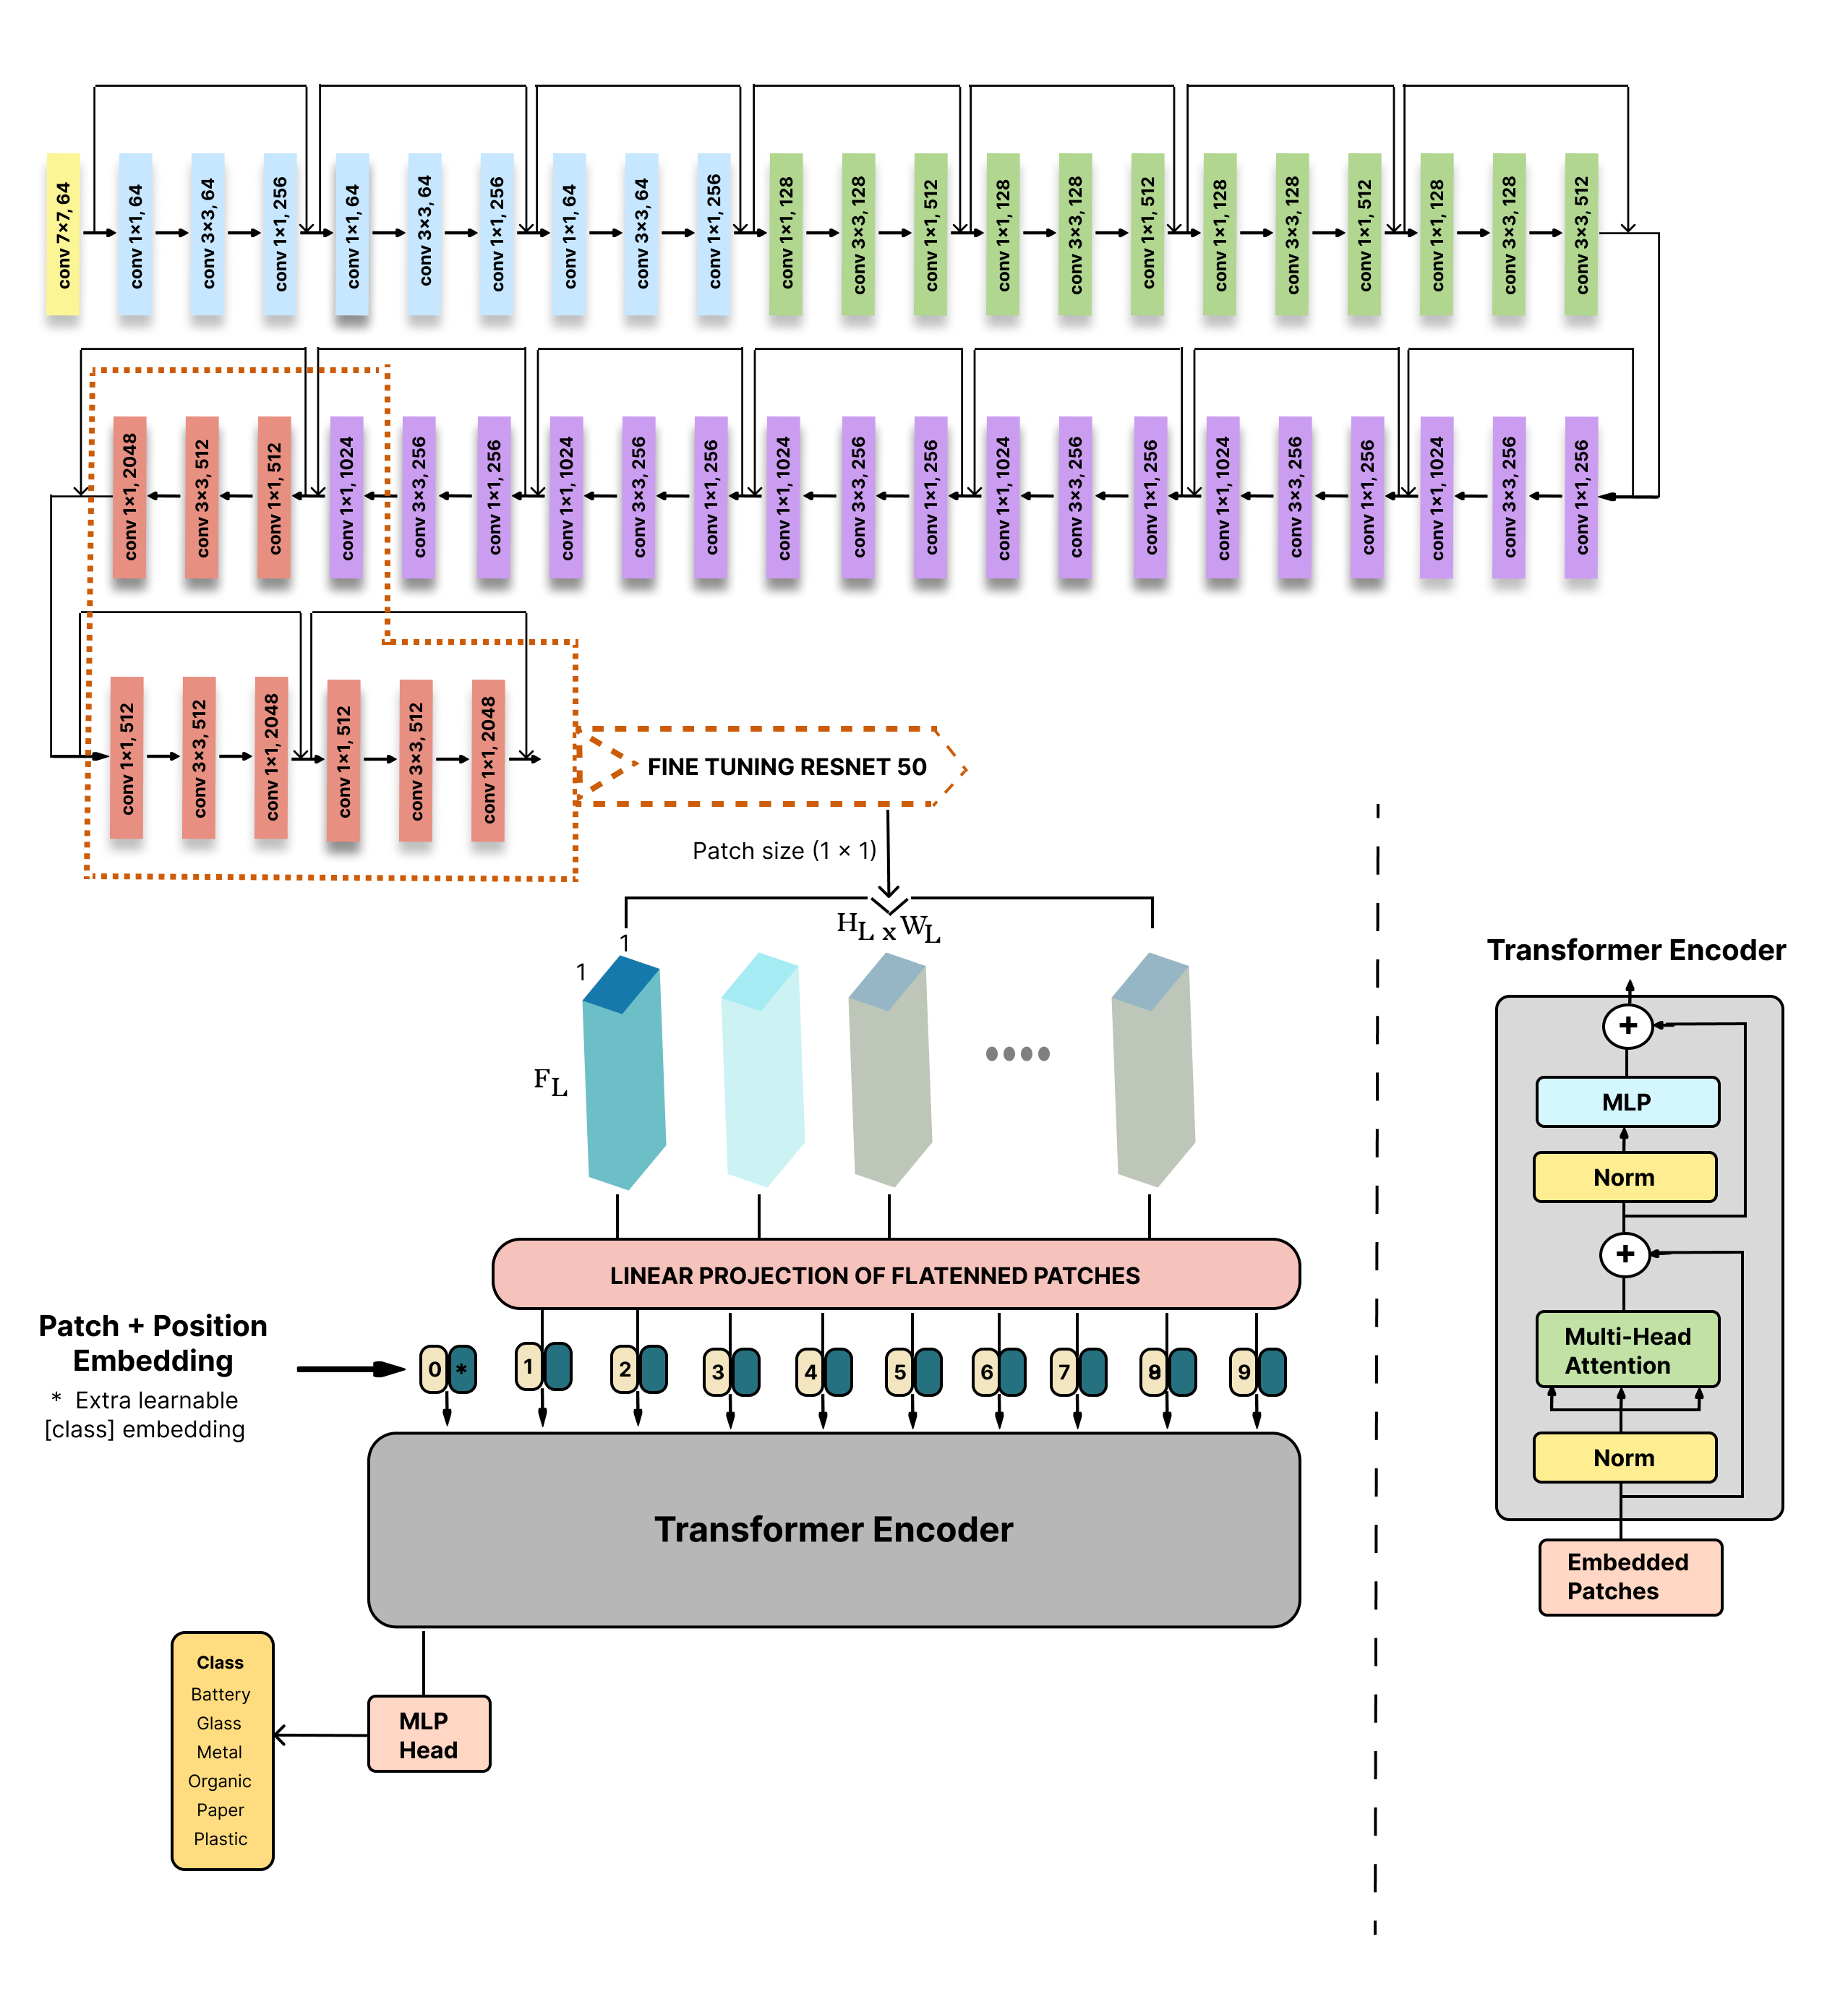 conv 7×7, 64
conv 1×1, 64
conv 3×3, 64
conv 1×1, 256
conv 1×1, 64
conv 3×3, 64
conv 1×1, 256
conv 1×1, 64
conv 3×3, 64
conv 1×1, 256
conv 1×1, 128
conv 3×3, 128
conv 1×1, 512
conv 1×1, 128
conv 3×3, 128
conv 1×1, 512
conv 1×1, 128
conv 3×3, 128
conv 1×1, 512
conv 1×1, 128
conv 3×3, 128
conv 3×3, 512
conv 1×1, 2048
conv 3×3, 512
conv 1×1, 512
conv 1×1, 1024
conv 3×3, 256
conv 1×1, 256
conv 1×1, 1024
conv 3×3, 256
conv 1×1, 256
conv 1×1, 1024
conv 3×3, 256
conv 1×1, 256
conv 1×1, 1024
conv 3×3, 256
conv 1×1, 256
conv 1×1, 1024
conv 3×3, 256
conv 1×1, 256
conv 1×1, 1024
conv 3×3, 256
conv 1×1, 256
conv 1×1, 512
conv 3×3, 512
conv 1×1, 2048
conv 1×1, 512
conv 3×3, 512
conv 1×1, 2048
FINE TUNING RESNET 50
Patch size (1 × 1)
HL x WL
1
1
FL
LINEAR PROJECTION OF FLATENNED PATCHES
Patch + Position
Embedding
* Extra learnable
[class] embedding
0 * 1 2 3 4 5 6 7 8 9
Transformer Encoder
MLP
Head
Class
Battery
Glass
Metal
Organic
Paper
Plastic
Transformer Encoder
+
MLP
Norm
+
Multi-Head
Attention
Norm
Embedded
Patches